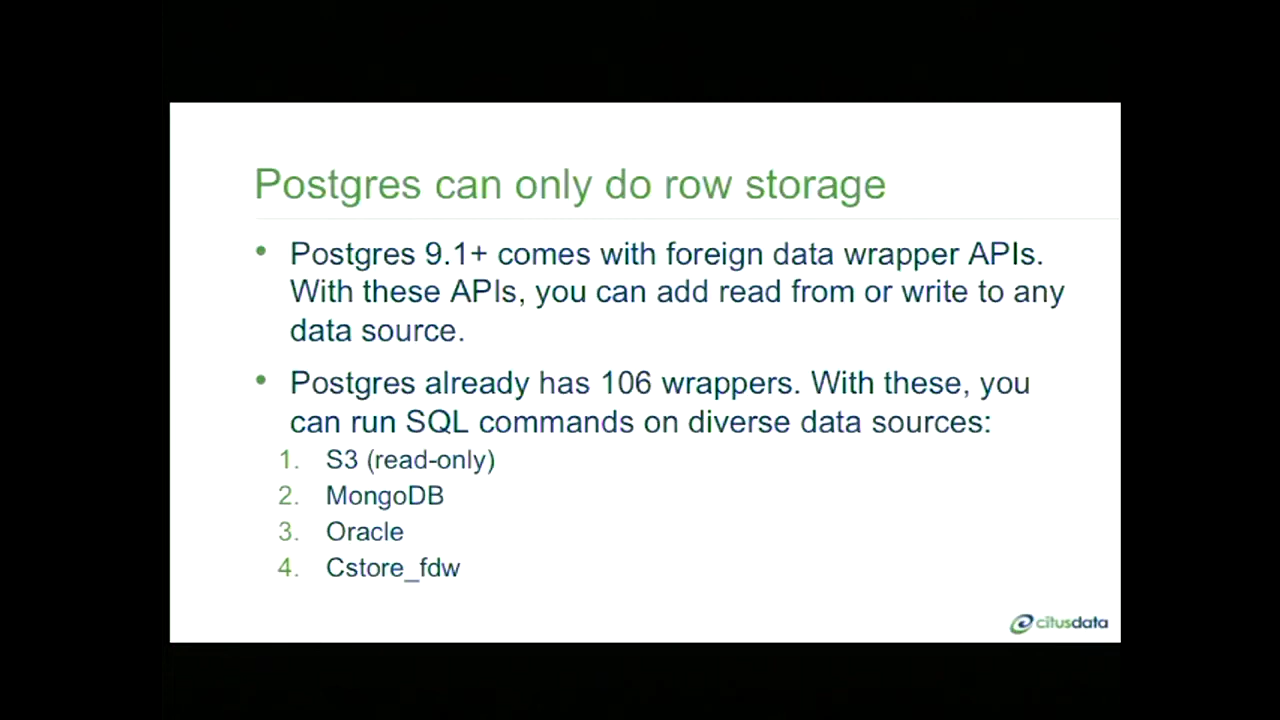 Postgres can only do row storage
• Postgres 9.1+ comes with foreign data wrapper APIs.
With these APIs, you can add read from or write to any
data source.
• Postgres already has 106 wrappers. With these, you
can run SQL commands on diverse data sources:
1. S3 (read-only)
2. MongoDB
3. Oracle
4. Cstore_fdw
citusdata